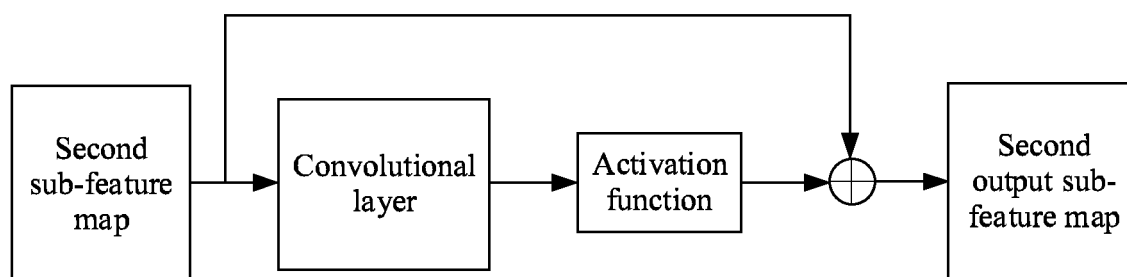 Second
sub-feature
map
Convolutional
layer
Activation
function
Second
output sub-
feature map